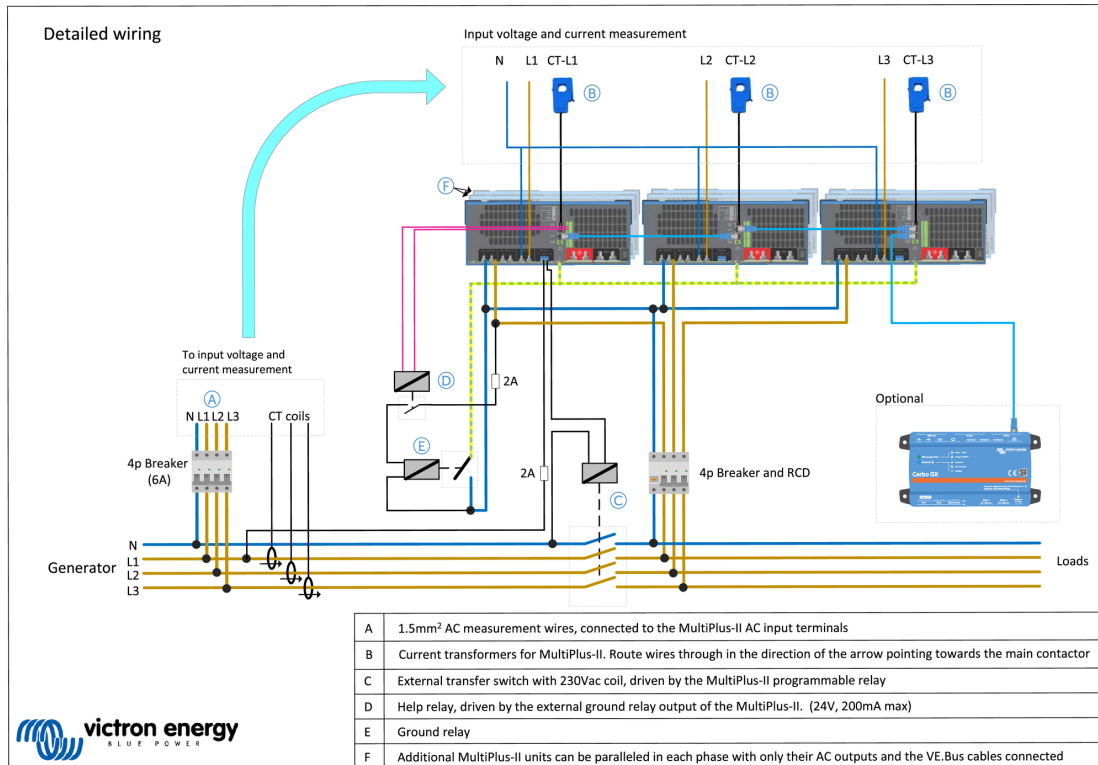 Detailed wiring
Input voltage and current measurement
N L1 CT-L1 L2 CT-L2 L3 CT-L3
B B B
F
To input voltage and
current measurement
A
N L1 L2 L3 CT coils
4p Breaker
(6A)
D
2A
E
2A
C
4p Breaker and RCD
Optional
victron energy
Cerbo GX
Generator
N
L1
L2
L3
Loads
A 1.5mm² AC measurement wires, connected to the MultiPlus-II AC input terminals
B Current transformers for MultiPlus-II. Route wires through in the direction of the arrow pointing towards the main contactor
C External transfer switch with 230Vac coil, driven by the MultiPlus-II programmable relay
D Help relay, driven by the external ground relay output of the MultiPlus-II. (24V, 200mA max)
E Ground relay
F Additional MultiPlus-II units can be paralleled in each phase with only their AC outputs and the VE.Bus cables connected
victron energy
BLUE POWER